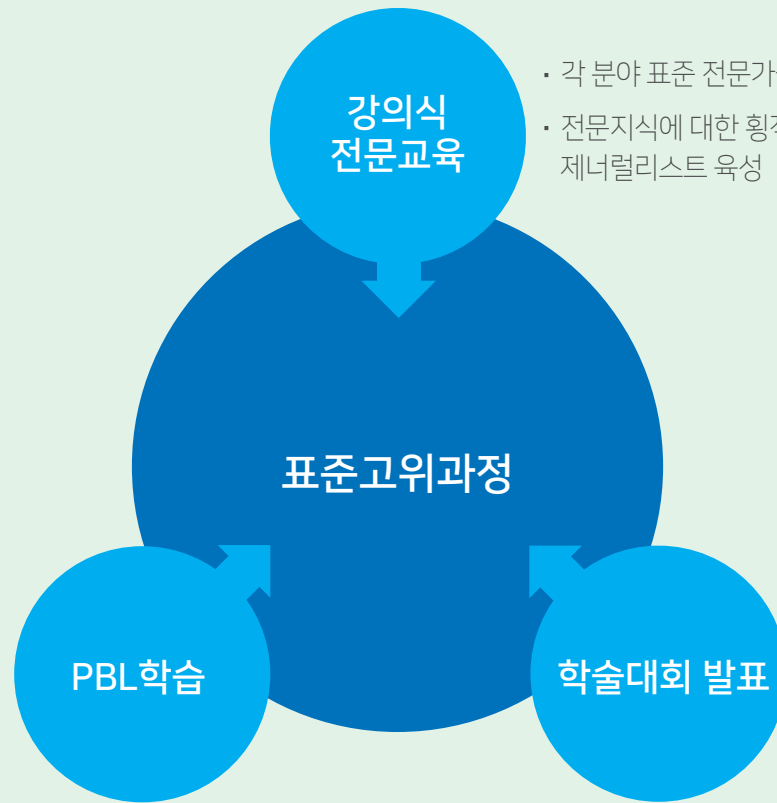 강의식
전문교육
· 각 분야 표준 전문가
· 전문지식에 대한
제너럴리스트 육성
표준고위과정
PBL학습
학술대회 발표